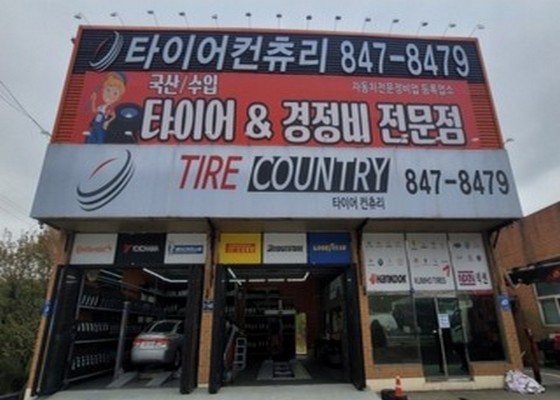 타이어컨츄리 847-8479
국산/수입
자동차전문정비업 등록업소
타이어 & 경정비 전문점
TIRE COUNTRY 847-8479
타이어 컨츄리
Continental YOKOHAMA MICHELIN PIRELLI BRIDGESTONE GOODYEAR
HANKOOK KUMHO TIRES